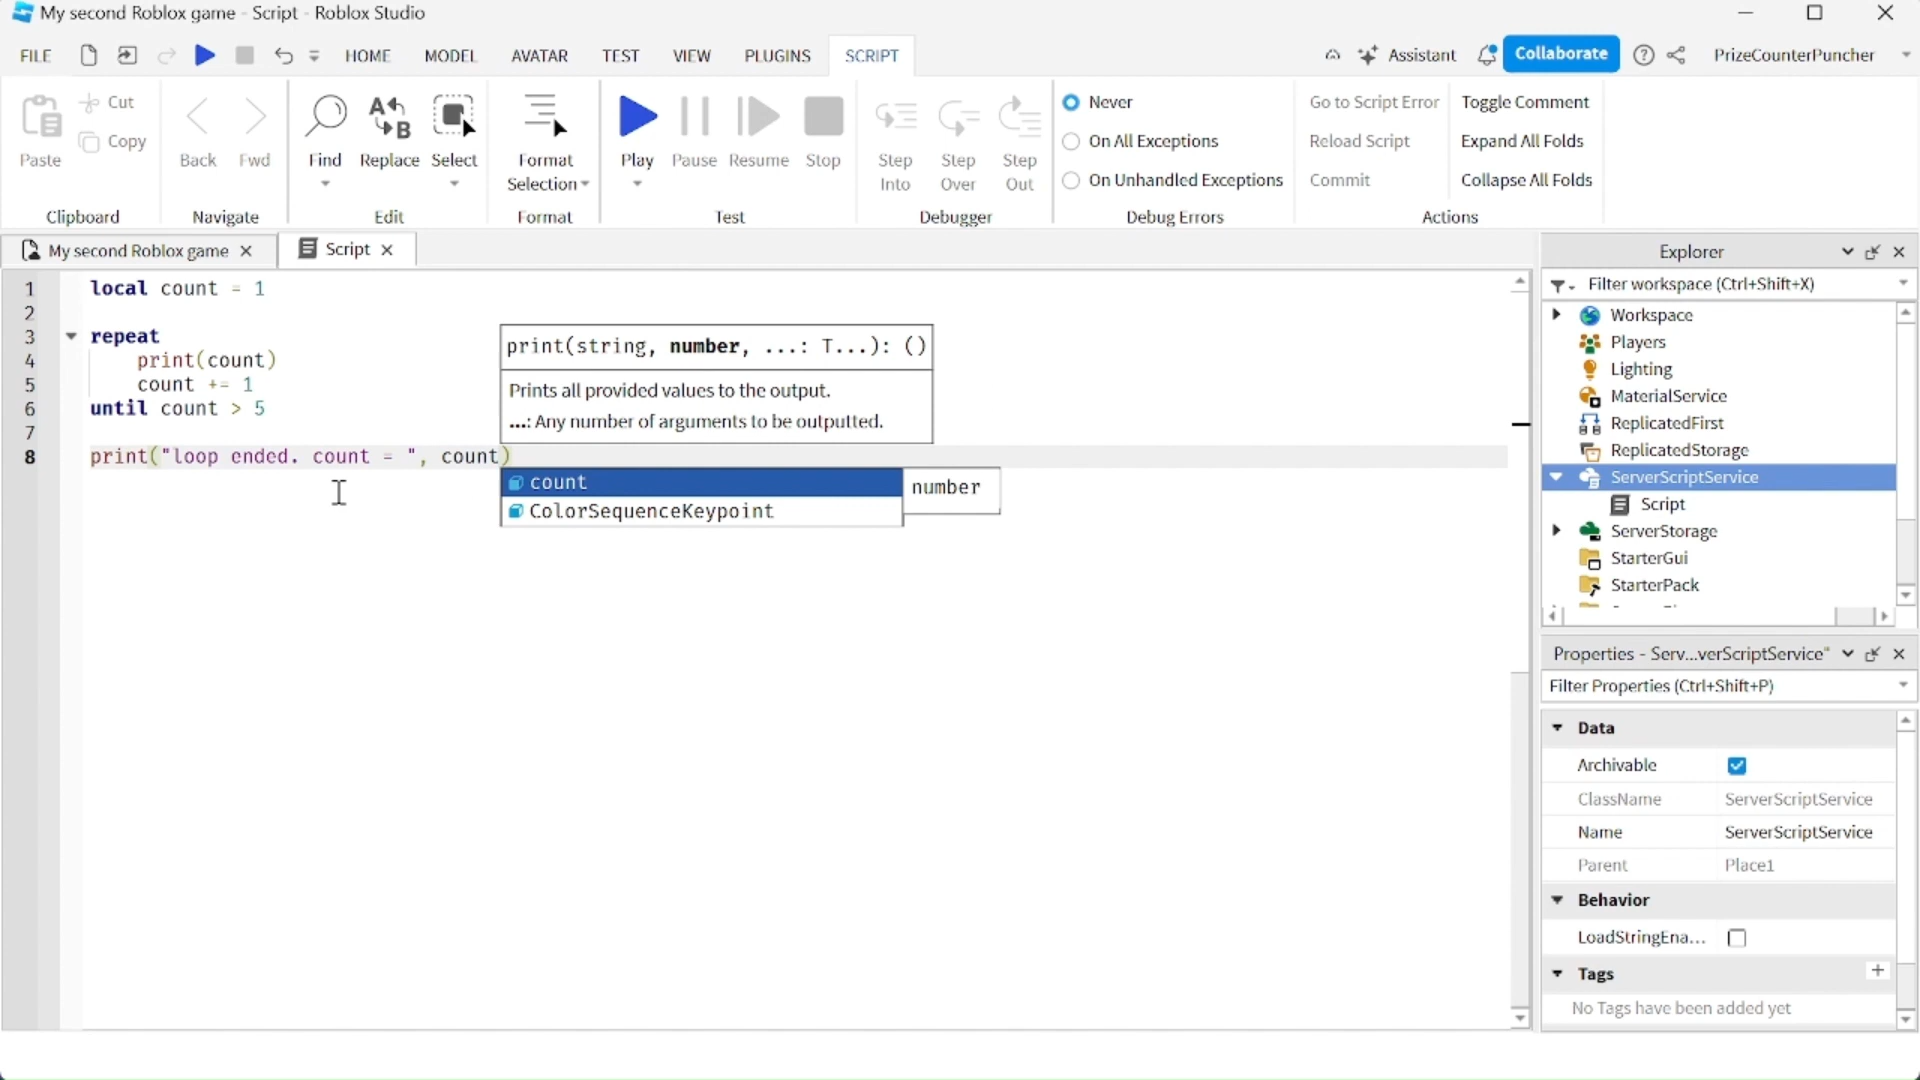 My second Roblox game - Script - Roblox Studio
FILE HOME MODEL AVATAR TEST VIEW PLUGINS SCRIPT Assistant Collaborate PrizeCounterPuncher
Paste Cut Copy
Clipboard
Back Fwd
Navigate
Find Replace Select
Edit
Format Selection
Format
Play Pause Resume Stop
Test
Step Into Step Over Step Out
Debugger
Never
On All Exceptions
On Unhandled Exceptions
Debug Errors
Go to Script Error Toggle Comment
Reload Script Expand All Folds
Commit Collapse All Folds
Actions
My second Roblox game Script
1 local count = 1
2
3 repeat
4 print(count)
5 count += 1
6 until count > 5
7
8 print("loop ended. count = ", count)
print(string, number, ...: T...): ()
Prints all provided values to the output.
...: Any number of arguments to be outputted.
count number
ColorSequenceKeypoint
Explorer
Filter workspace (Ctrl+Shift+X)
Workspace
Players
Lighting
MaterialService
ReplicatedFirst
ReplicatedStorage
ServerScriptService
Script
ServerStorage
StarterGui
StarterPack
Properties - Serv...verScriptService"
Filter Properties (Ctrl+Shift+P)
Data
Archivable
ClassName ServerScriptService
Name ServerScriptService
Parent Place1
Behavior
LoadStringEna...
Tags +
No Tags have been added yet